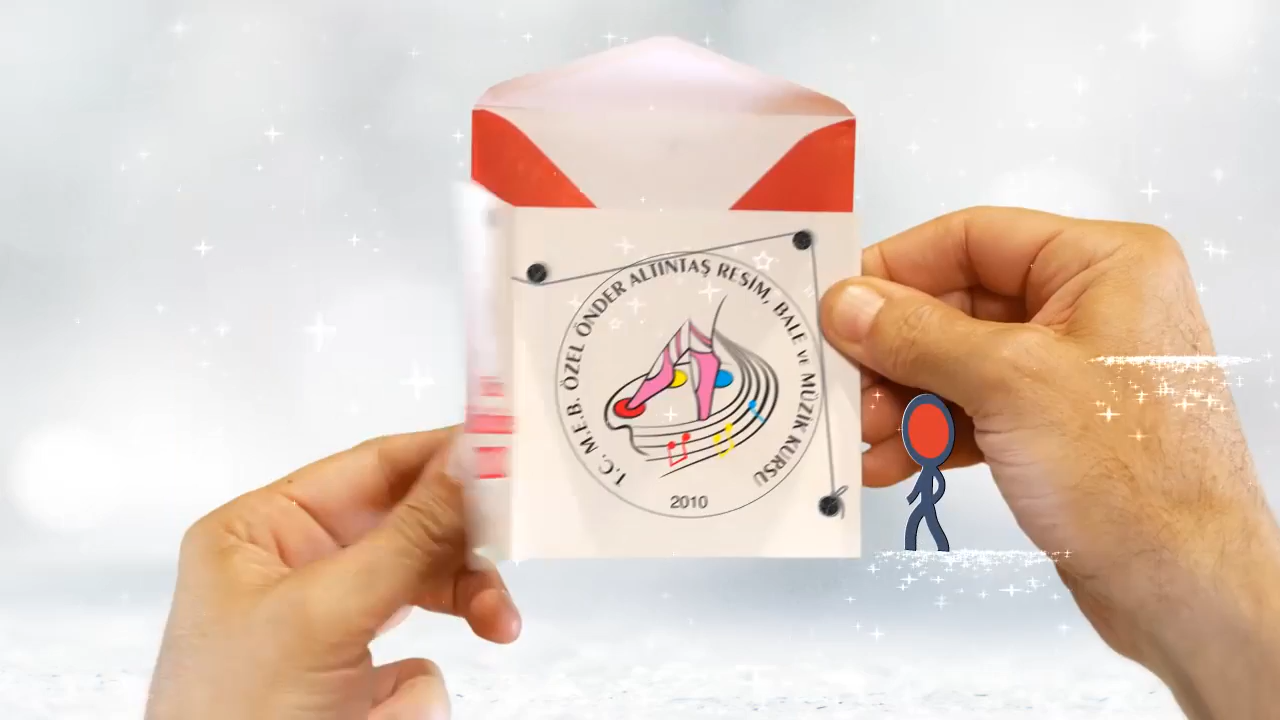 T.C. M.E.B. ÖZEL ÖNDER ALTINTAŞ RESİM, BALE VE MÜZİK KURSU
2010